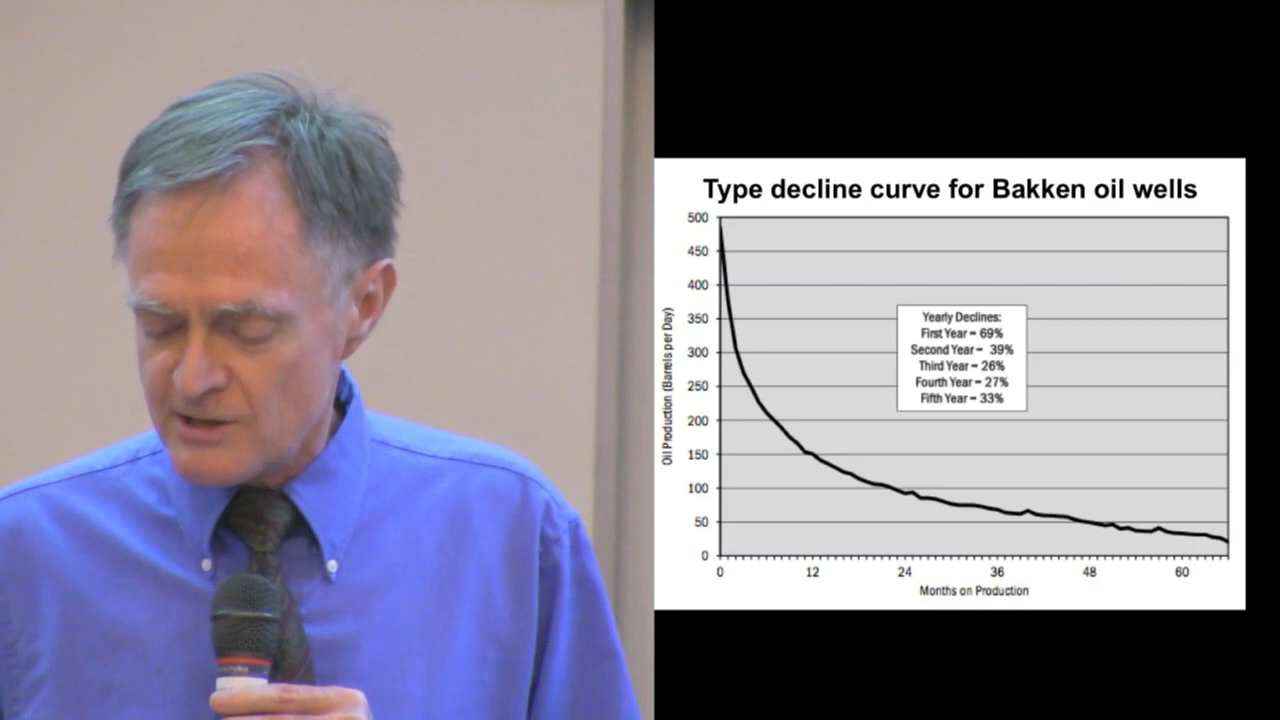 Type decline curve for Bakken oil wells
500
450
400
350
300
250
200
150
100
50
0
Oil Production (Barrels per Day)
Yearly Declines:
First Year = 69%
Second Year = 39%
Third Year = 26%
Fourth Year = 27%
Fifth Year = 33%
0 12 24 36 48 60
Months on Production